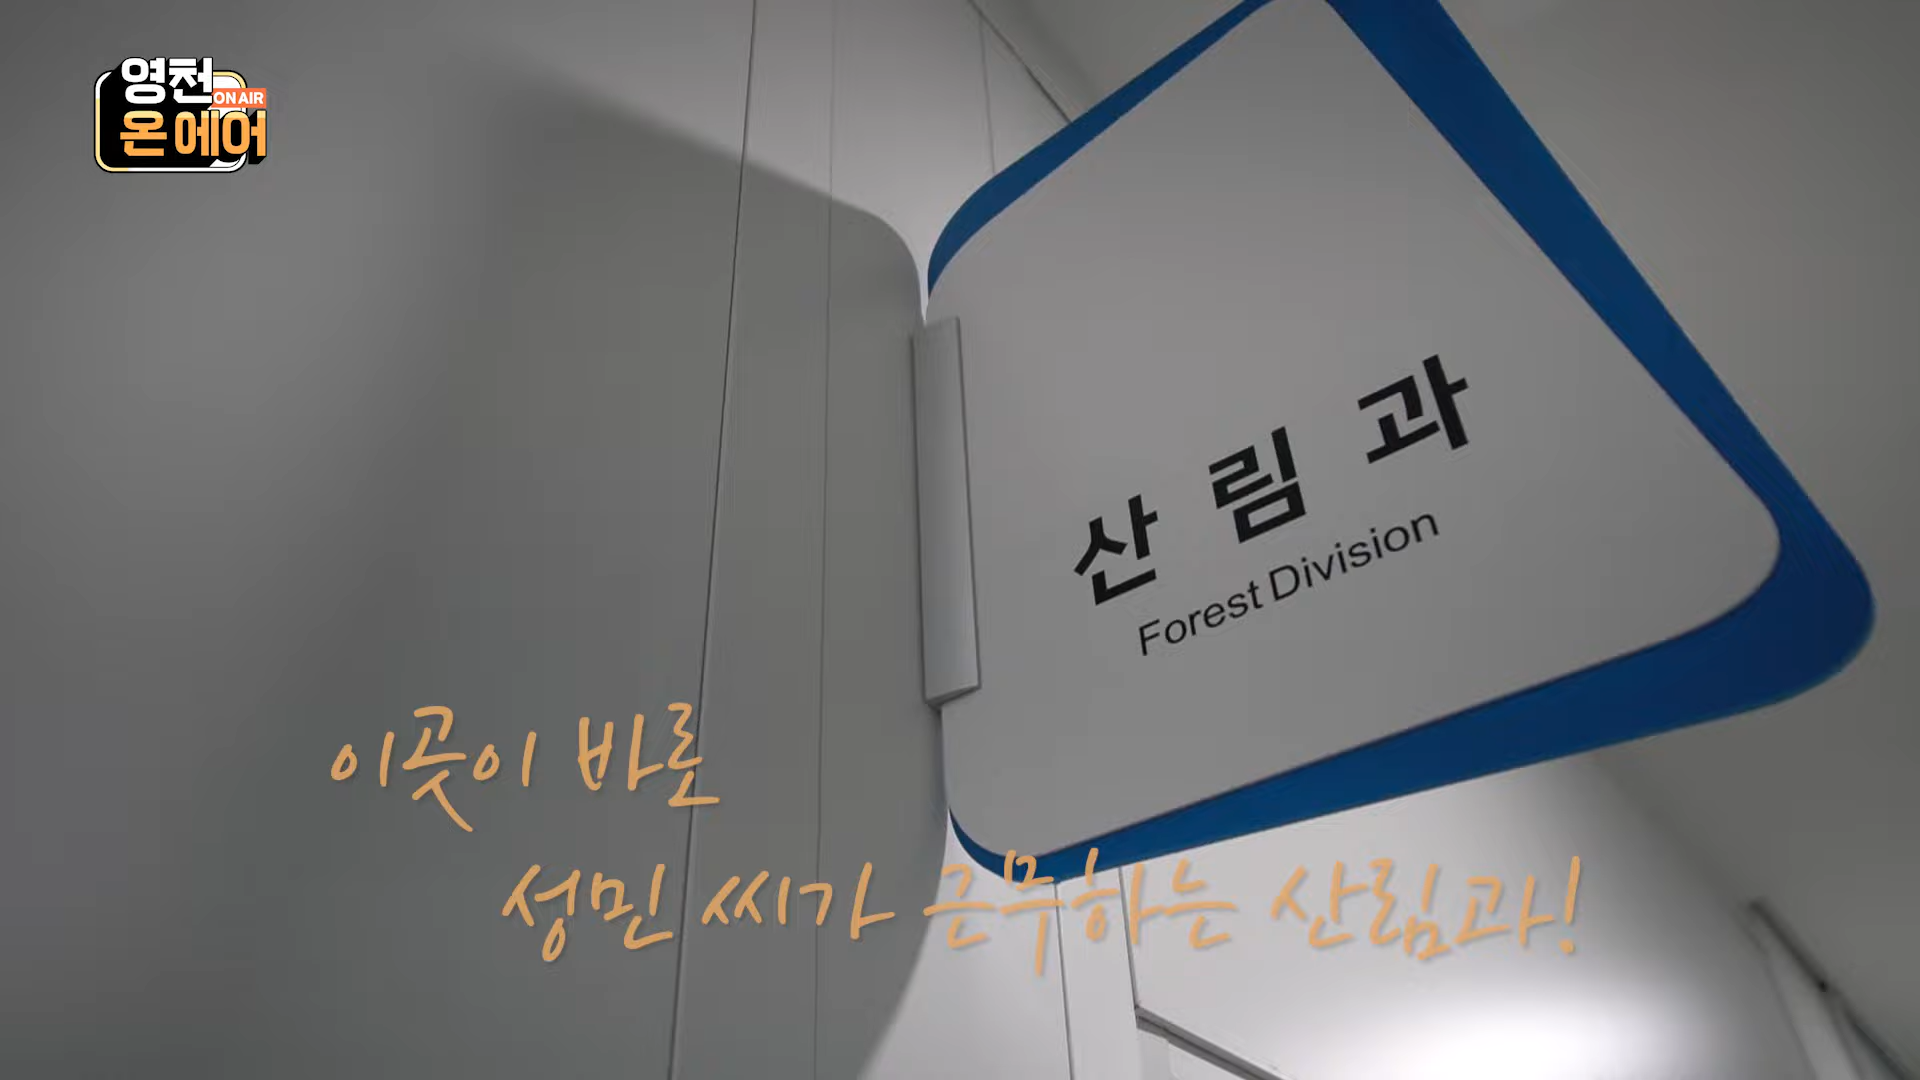 영천
ON AIR
온에어
산림과
Forest Division
이곳이 바로
성민 씨가 근무하는 산림과!